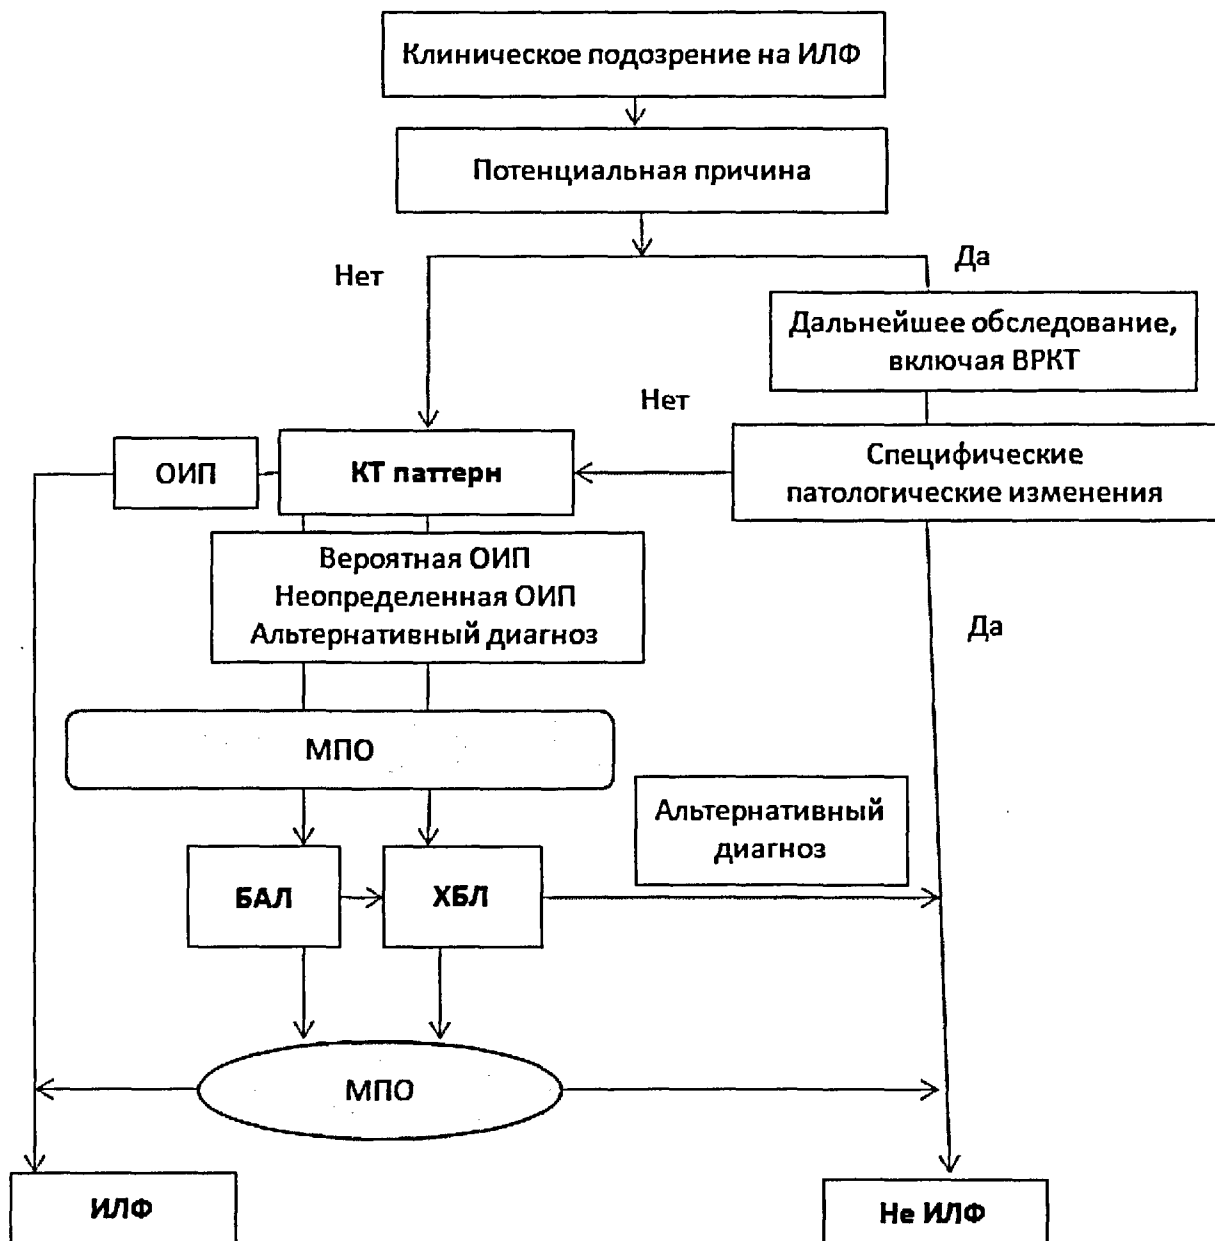 Клиническое подозрение на ИЛФ
Потенциальная причина
Нет
Да
Дальнейшее обследование,
включая ВРКТ
Нет
ОИП
КТ паттерн
Специфические
патологические изменения
Вероятная ОИП
Неопределенная ОИП
Альтернативный диагноз
Да
МПО
Альтернативный
диагноз
БАЛ
ХБЛ
МПО
ИЛФ
Не ИЛФ